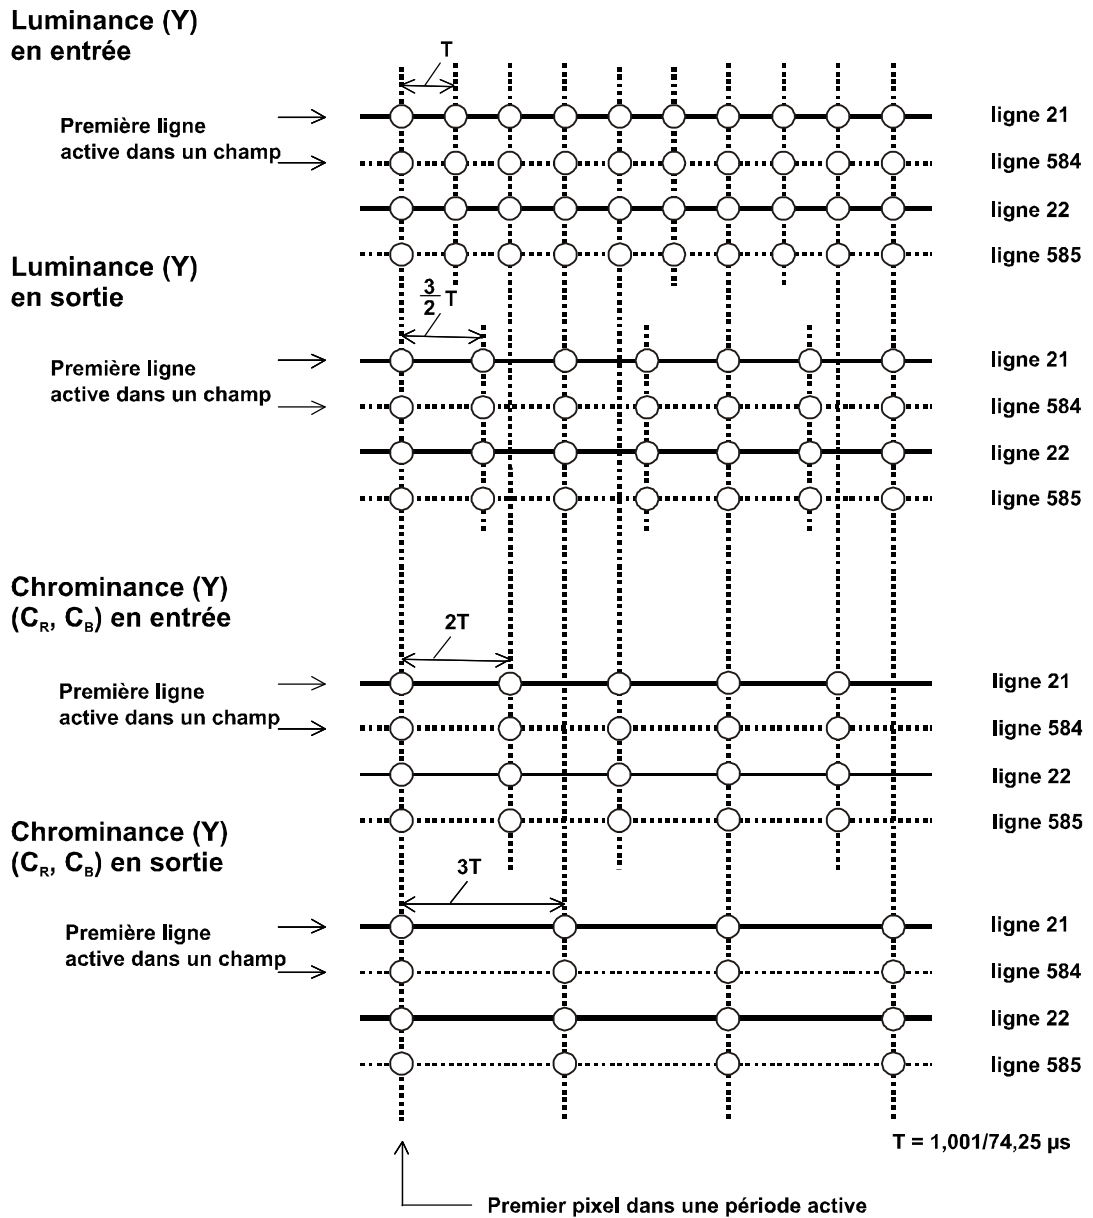 Luminance (Y)
en entrée
T
Première ligne
active dans un champ
ligne 21
ligne 584
ligne 22
ligne 585
Luminance (Y)
en sortie
3/2 T
Première ligne
active dans un champ
ligne 21
ligne 584
ligne 22
ligne 585
Chrominance (Y)
(CR, CB) en entrée
2T
Première ligne
active dans un champ
ligne 21
ligne 584
ligne 22
ligne 585
Chrominance (Y)
(CR, CB) en sortie
3T
Première ligne
active dans un champ
ligne 21
ligne 584
ligne 22
ligne 585
T = 1,001/74,25 µs
Premier pixel dans une période active